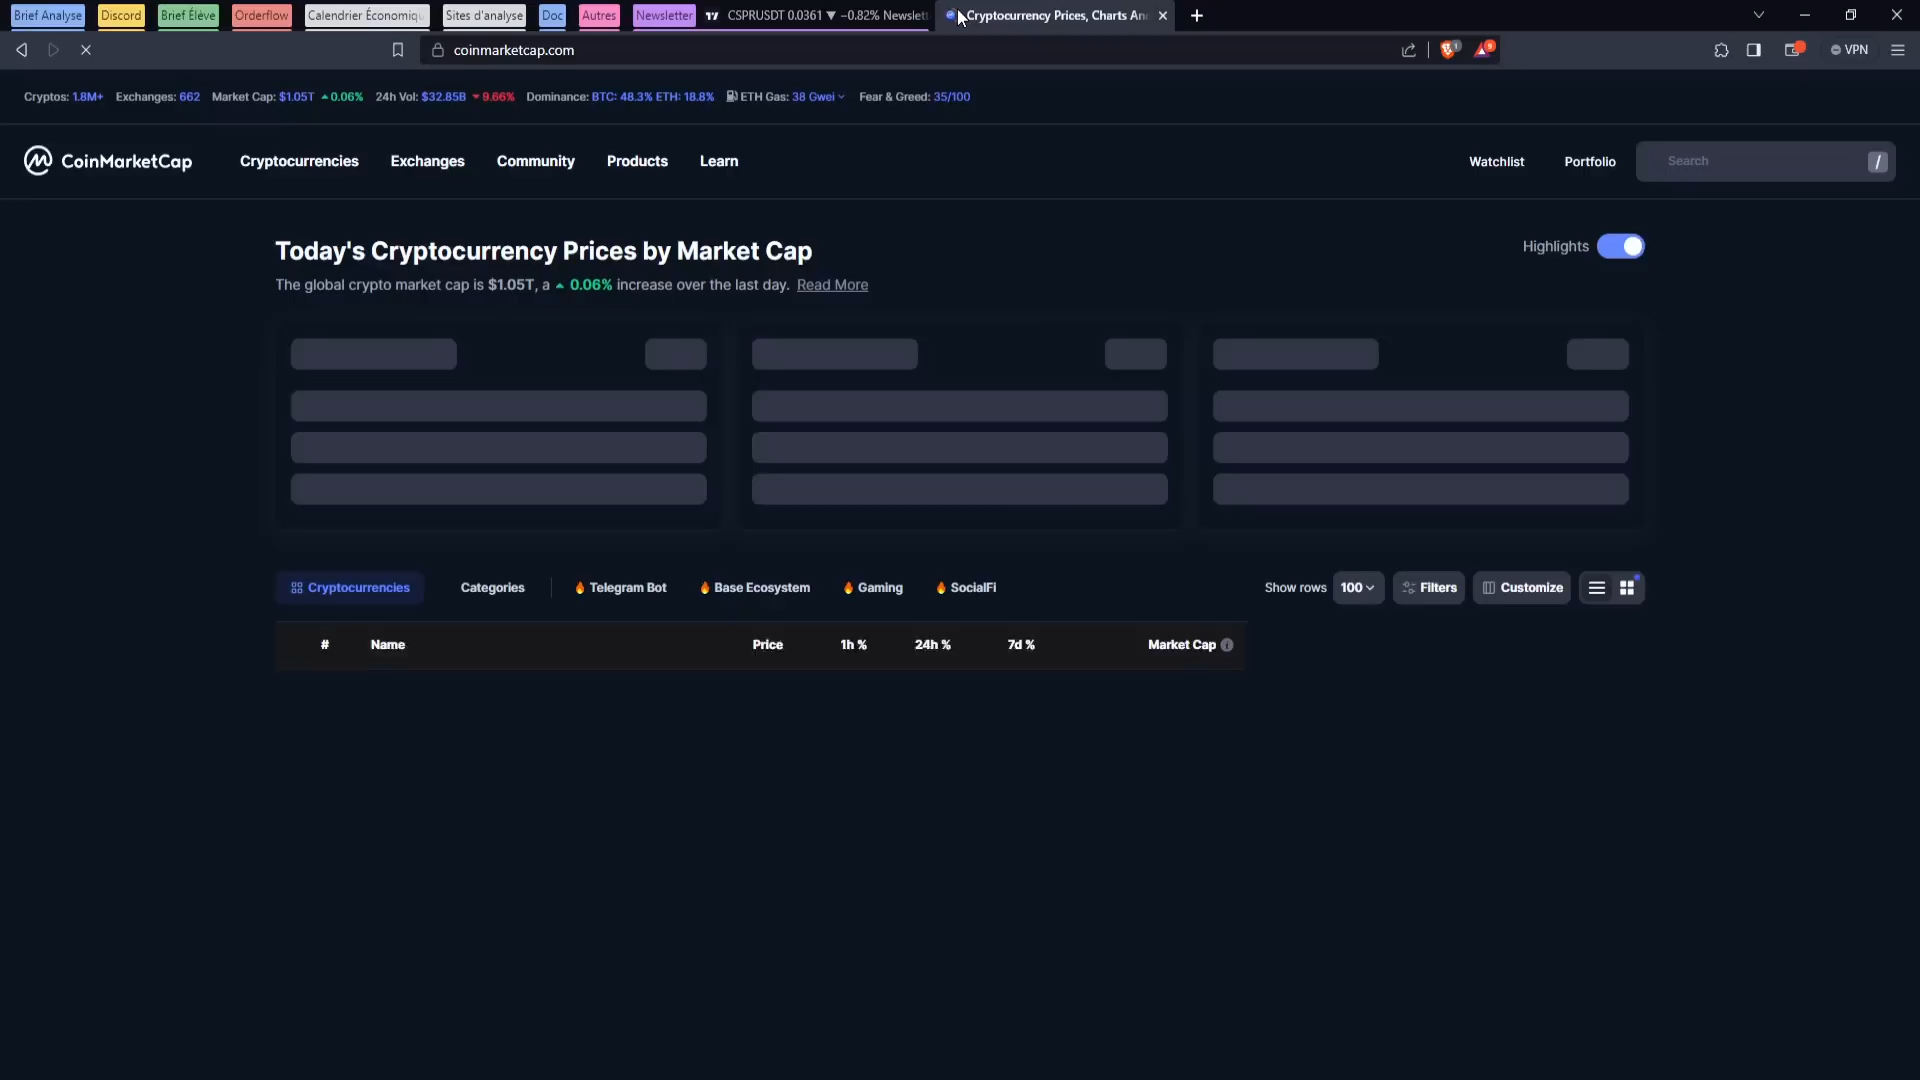 Brief Analyse Discord Brief Élève Orderflow Calendrier Économiqu Sites d'analyse Doc Autres Newsletter CSPRUSDT 0.0361 ▼ −0.82% Newslett Cryptocurrency Prices, Charts An
coinmarketcap.com 1 9 VPN
Cryptos: 1.8M+ Exchanges: 662 Market Cap: $1.05T 0.06% 24h Vol: $32.85B 9.66% Dominance: BTC: 48.3% ETH: 18.8% ETH Gas: 38 Gwei Fear & Greed: 35/100
CoinMarketCap Cryptocurrencies Exchanges Community Products Learn Watchlist Portfolio Search /
Today's Cryptocurrency Prices by Market Cap Highlights
The global crypto market cap is $1.05T, a 0.06% increase over the last day. Read More
Cryptocurrencies Categories Telegram Bot Base Ecosystem Gaming SocialFi Show rows 100 Filters Customize
# Name Price 1h % 24h % 7d % Market Cap